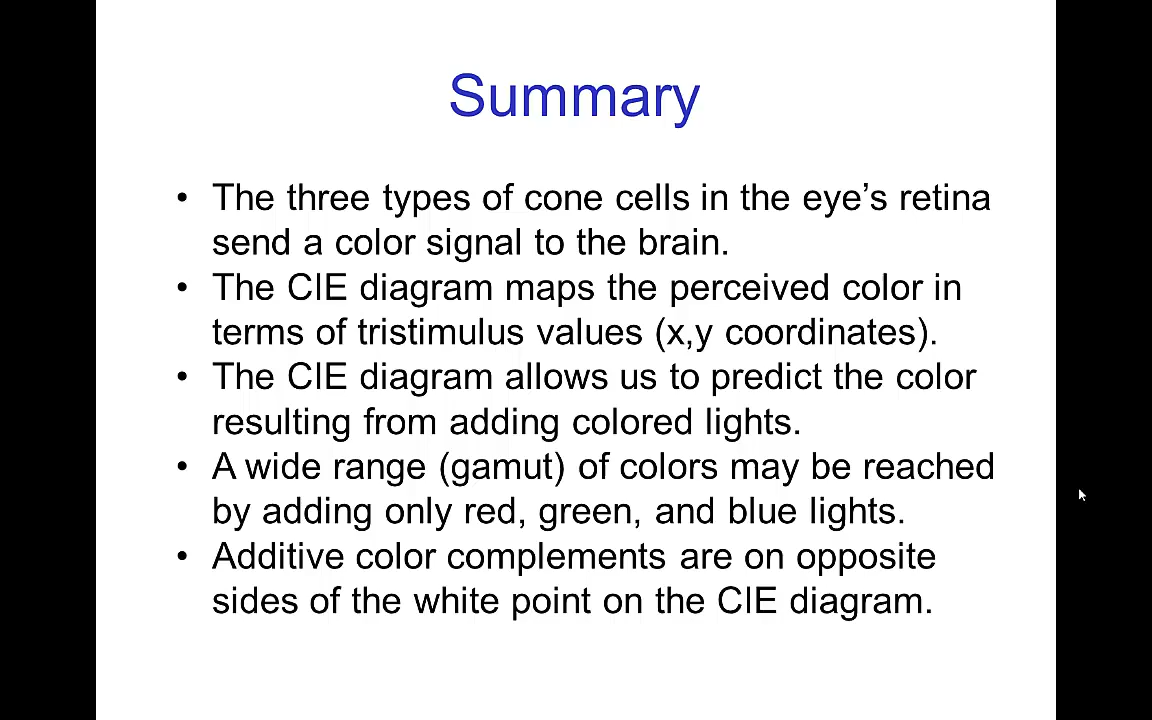 Summary
• The three types of cone cells in the eye’s retina
send a color signal to the brain.
• The CIE diagram maps the perceived color in
terms of tristimulus values (x,y coordinates).
• The CIE diagram allows us to predict the color
resulting from adding colored lights.
• A wide range (gamut) of colors may be reached
by adding only red, green, and blue lights.
• Additive color complements are on opposite
sides of the white point on the CIE diagram.